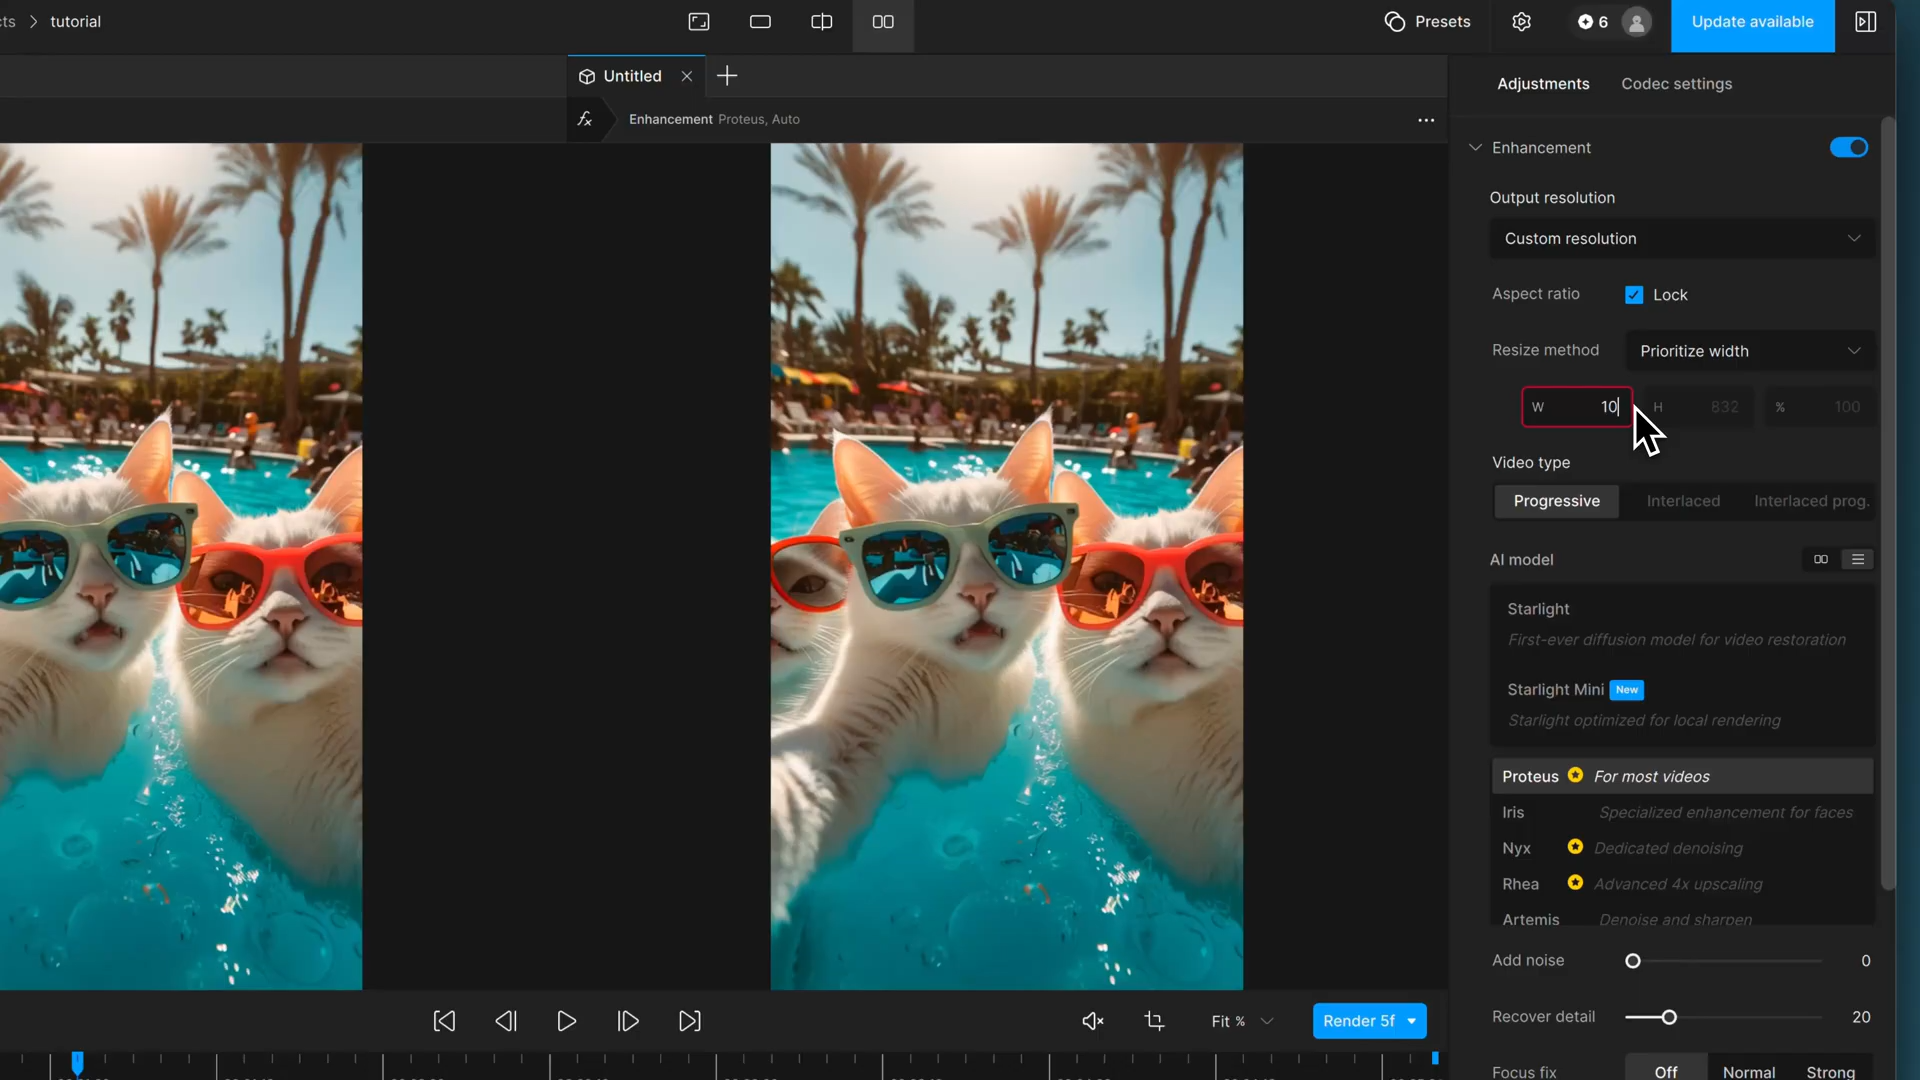 cts > tutorial
Presets
6
Update available
Untitled
Enhancement Proteus, Auto
Adjustments
Codec settings
Enhancement
Output resolution
Custom resolution
Aspect ratio
Lock
Resize method
Prioritize width
W 10
H 832
% 100
Video type
Progressive
Interlaced
Interlaced prog.
AI model
Starlight
First-ever diffusion model for video restoration
Starlight Mini New
Starlight optimized for local rendering
Proteus For most videos
Iris Specialized enhancement for faces
Nyx Dedicated denoising
Rhea Advanced 4x upscaling
Artemis Denoise and sharpen
Add noise 0
Recover detail 20
Focus fix
Off
Normal
Strong
Fit %
Render 5f